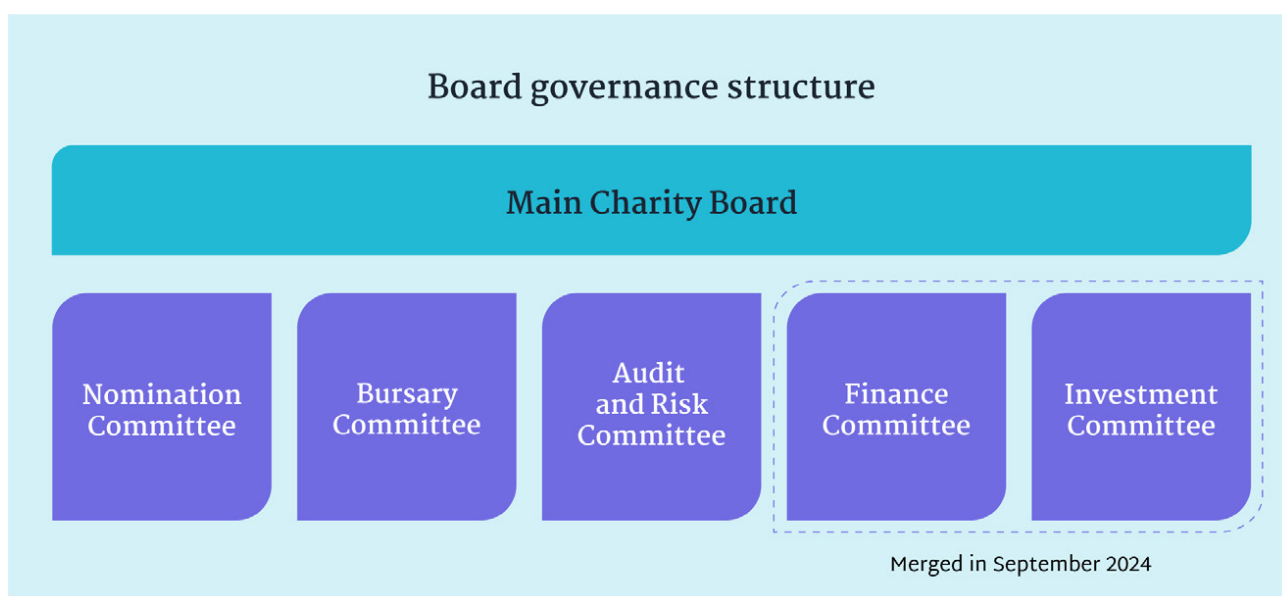 Board governance structure
Main Charity Board
Nomination
Committee
Bursary
Committee
Audit
and Risk
Committee
Finance
Committee
Investment
Committee
Merged in September 2024